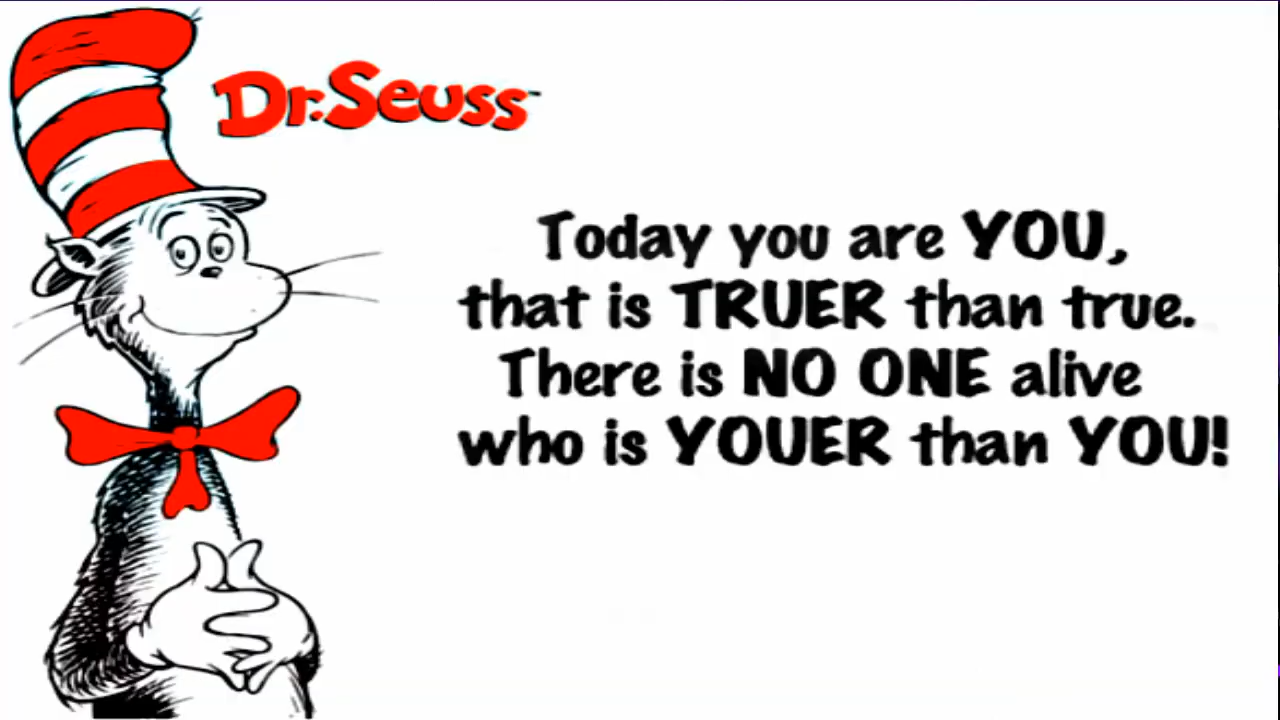 Dr.Seuss™
Today you are YOU,
that is TRUER than true.
There is NO ONE alive
who is YOUER than YOU!